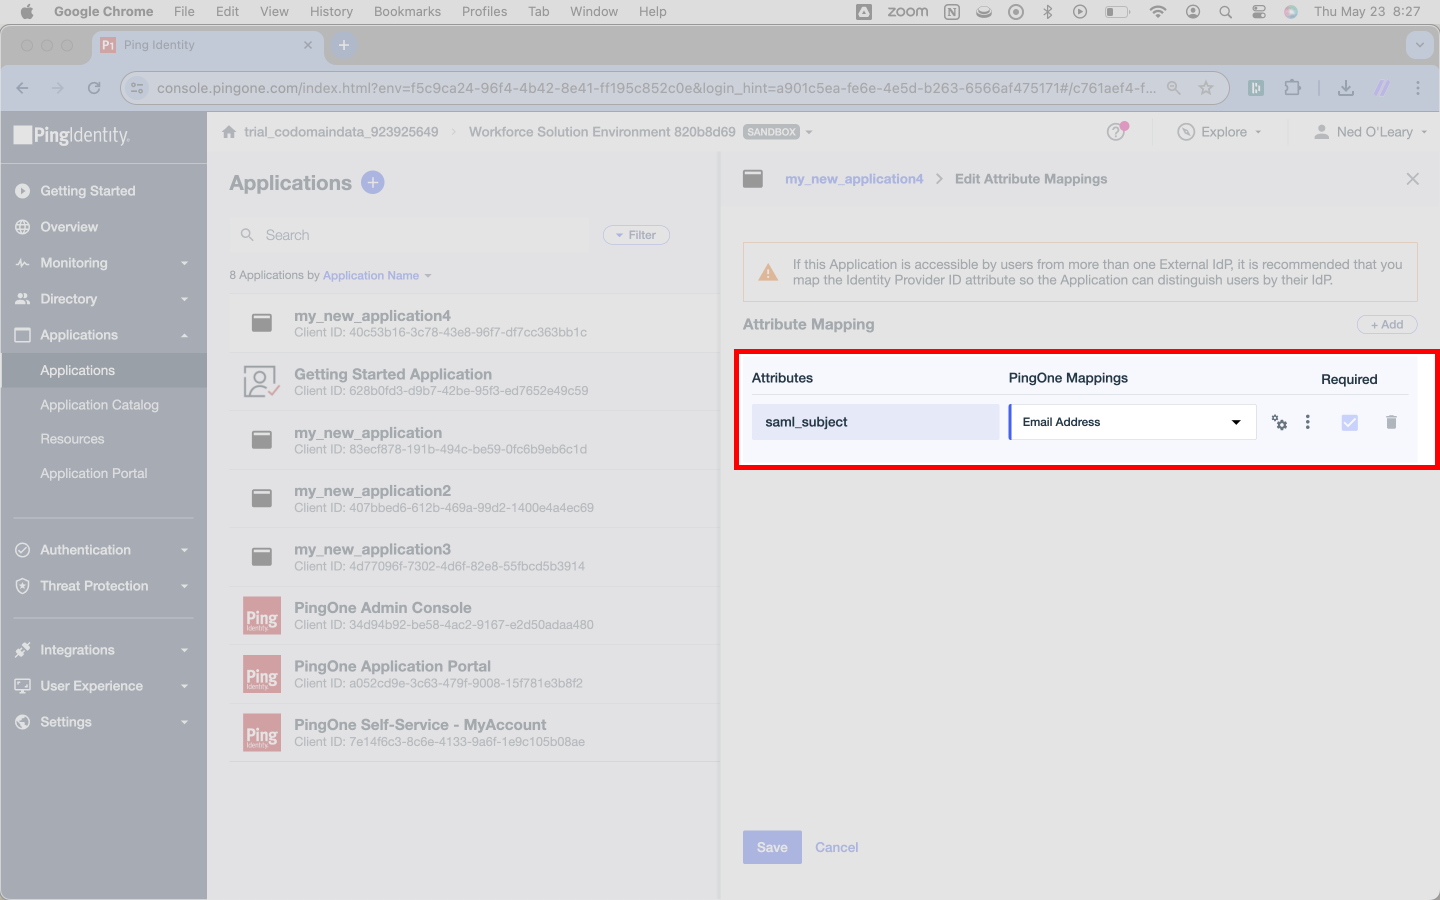 Google Chrome File Edit View History Bookmarks Profiles Tab Window Help zoom Thu May 23 8:27
Ping Identity
console.pingone.com/index.html?env=f5c9ca24-96f4-4b42-8e41-ff195c852c0e&login_hint=a901c5ea-fe6e-4e5d-b263-6566af475171#/c761aef4-f...
PingIdentity.
trial_codomaindata_923925649 Workforce Solution Environment 820b8d69 SANDBOX
Explore
Ned O'Leary
Getting Started
Overview
Monitoring
Directory
Applications
Applications
Application Catalog
Resources
Application Portal
Authentication
Threat Protection
Integrations
User Experience
Settings
Applications
Search
Filter
8 Applications by Application Name
my_new_application4
Client ID: 40c53b16-3c78-43e8-96f7-df7cc363bb1c
Getting Started Application
Client ID: 628b0fd3-d9b7-42be-95f3-ed7652e49c59
my_new_application
Client ID: 83ecf878-191b-494c-be59-0fc6b9eb6c1d
my_new_application2
Client ID: 407bbed6-612b-469a-99d2-1400e4a4ec69
my_new_application3
Client ID: 4d77096f-7302-4d6f-82e8-55fbcd5b3914
Ping
Identity
PingOne Admin Console
Client ID: 34d94b92-be58-4ac2-9167-e2d50adaa480
Ping
Identity
PingOne Application Portal
Client ID: a052cd9e-3c63-479f-9008-15f781e3b8f2
Ping
Identity
PingOne Self-Service - MyAccount
Client ID: 7e14f6c3-8c6e-4133-9a6f-1e9c105b08ae
my_new_application4 > Edit Attribute Mappings
If this Application is accessible by users from more than one External IdP, it is recommended that you
map the Identity Provider ID attribute so the Application can distinguish users by their IdP.
Attribute Mapping
+ Add
Attributes PingOne Mappings Required
saml_subject Email Address
Save Cancel